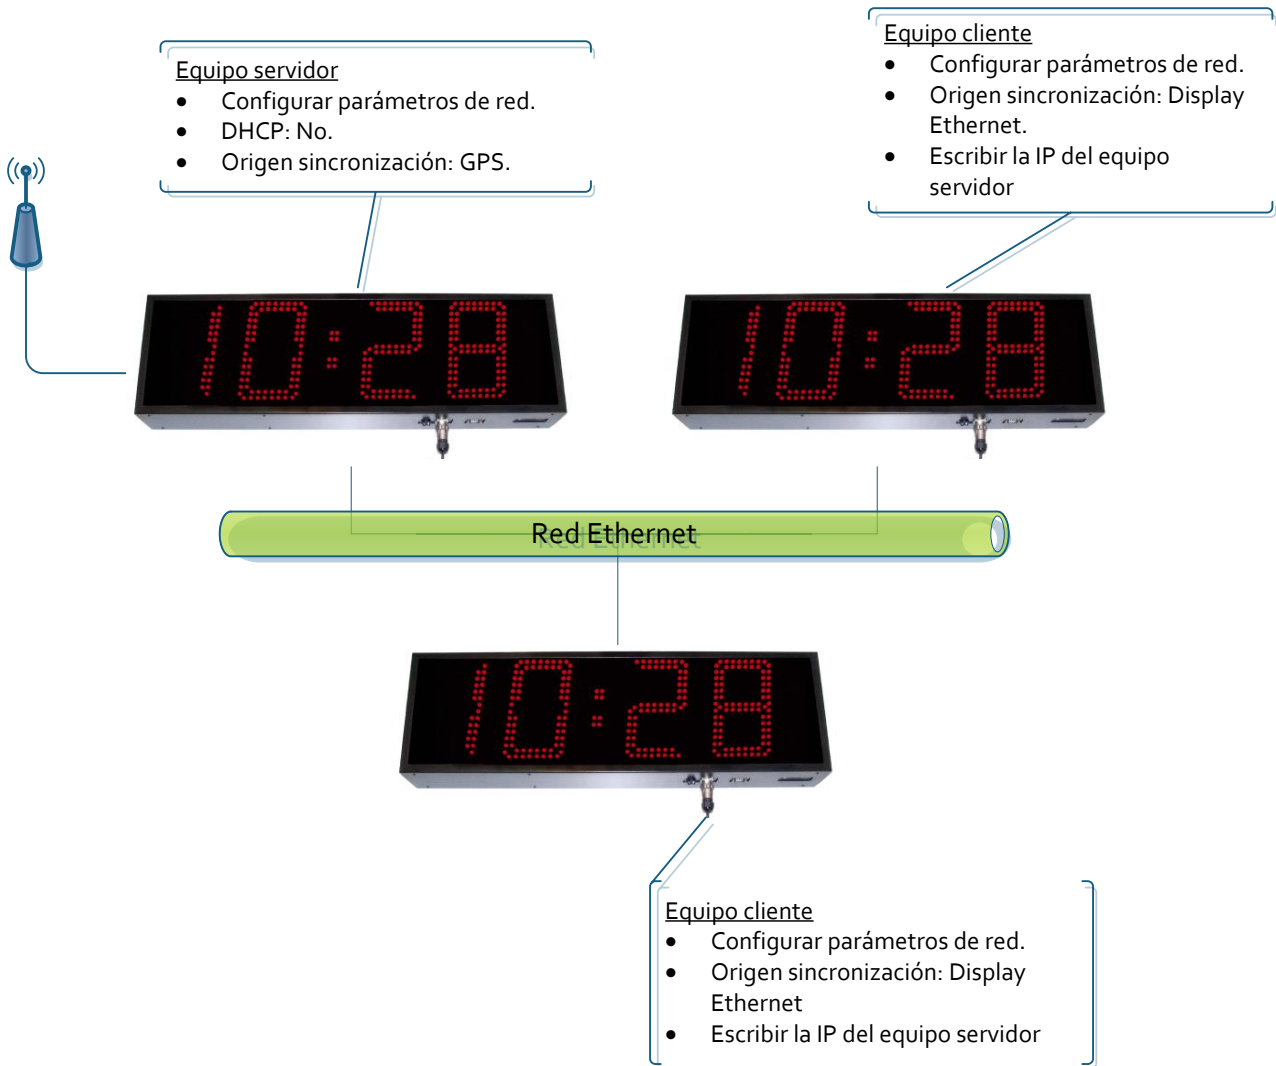 Equipo servidor
• Configurar parámetros de red.
• DHCP: No.
• Origen sincronización: GPS.
Equipo cliente
• Configurar parámetros de red.
• Origen sincronización: Display
Ethernet.
• Escribir la IP del equipo
servidor
10:28
10:28
Red Ethernet
10:28
Equipo cliente
• Configurar parámetros de red.
• Origen sincronización: Display
Ethernet
• Escribir la IP del equipo servidor